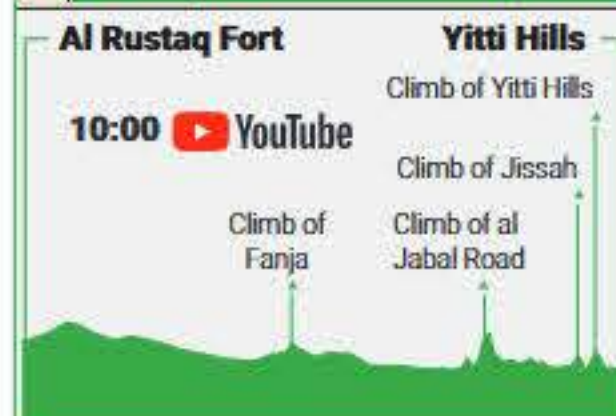 Al Rustaq Fort
Yitti Hills
Climb of Yitti Hills
10:00 YouTube
Climb of Jissah
Climb of
Fanja
Climb of al
Jabal Road